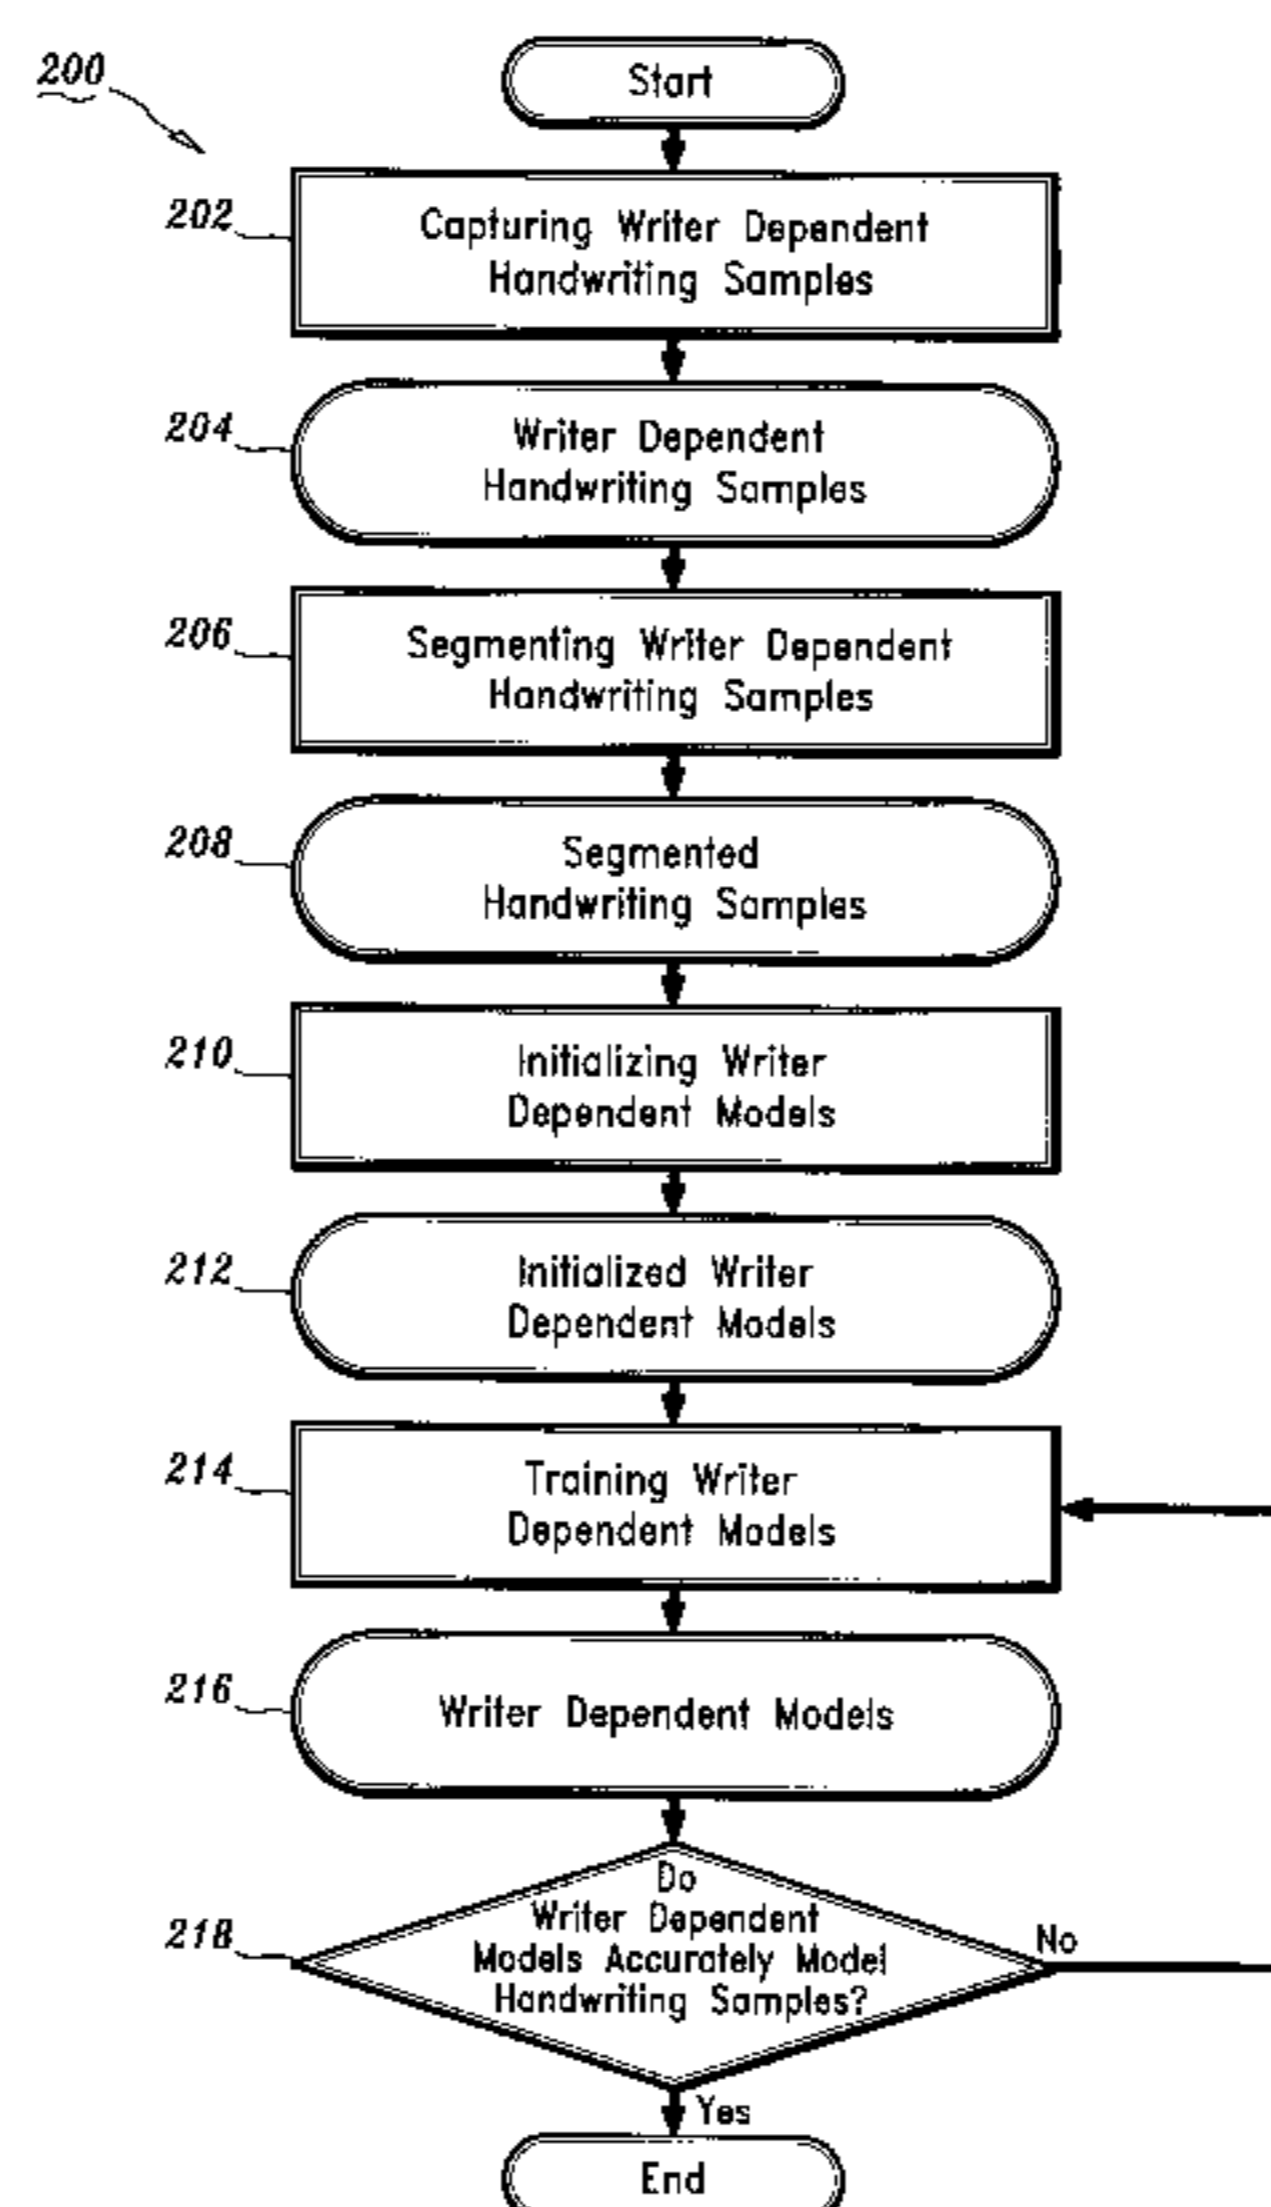 200
Start
202
Capturing Writer Dependent
Handwriting Samples
204
Writer Dependent
Handwriting Samples
206
Segmenting Writer Dependent
Handwriting Samples
208
Segmented
Handwriting Samples
210
Initializing Writer
Dependent Models
212
Initialized Writer
Dependent Models
214
Training Writer
Dependent Models
216
Writer Dependent Models
218
Do
Writer Dependent
Models Accurately Model
Handwriting Samples?
No
Yes
End